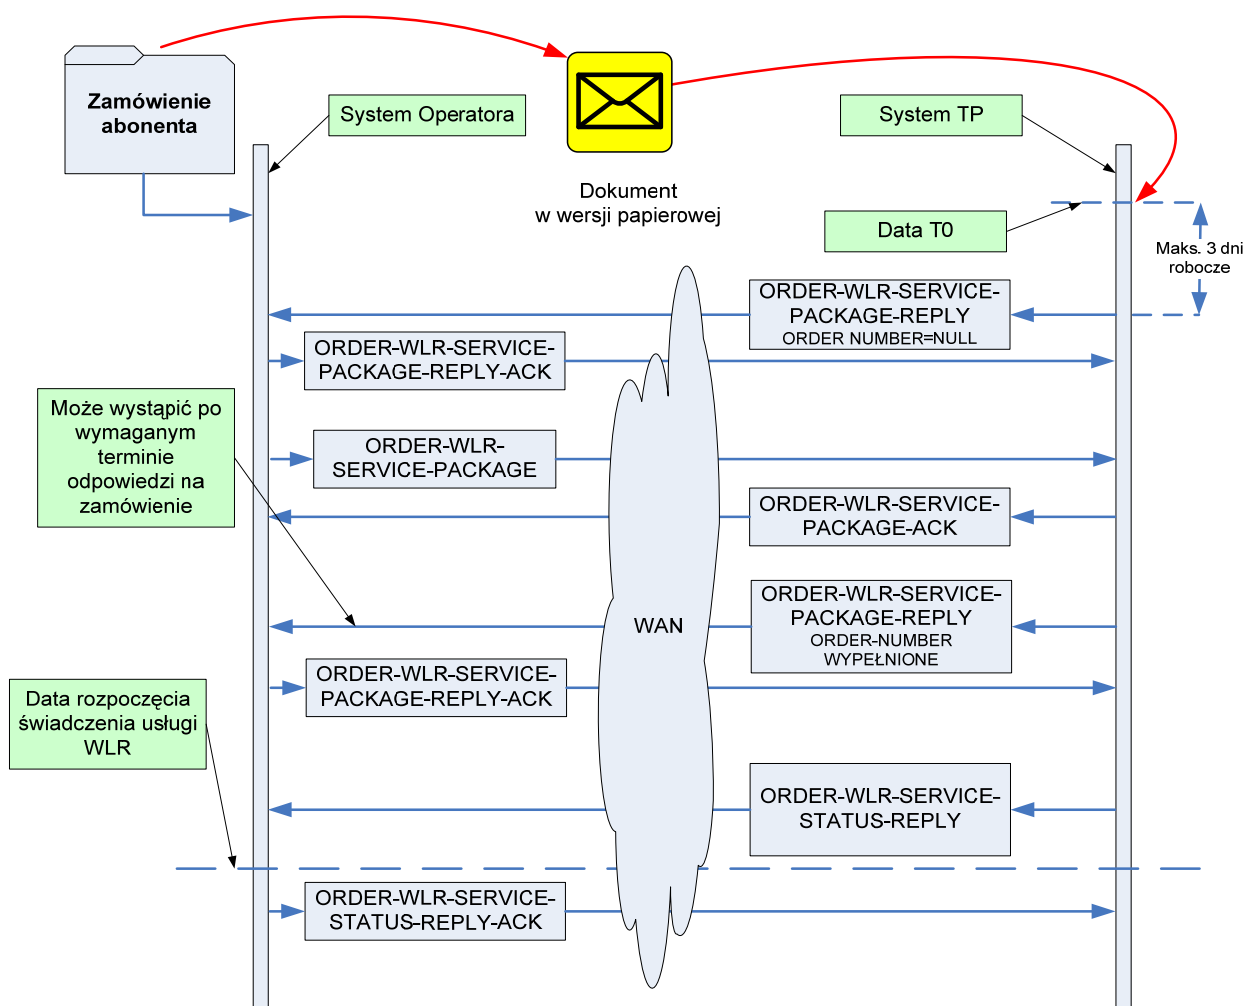 Zamówienie
abonenta
System Operatora
System TP
Dokument
w wersji papierowej
Data T0
Maks. 3 dni
robocze
ORDER-WLR-SERVICE-
PACKAGE-REPLY
ORDER NUMBER=NULL
ORDER-WLR-SERVICE-
PACKAGE-REPLY-ACK
Może wystąpić po
wymaganym
terminie
odpowiedzi na
zamówienie
ORDER-WLR-
SERVICE-PACKAGE
ORDER-WLR-SERVICE-
PACKAGE-ACK
ORDER-WLR-SERVICE-
PACKAGE-REPLY
ORDER-NUMBER
WYPEŁNIONE
WAN
ORDER-WLR-SERVICE-
PACKAGE-REPLY-ACK
Data rozpoczęcia
świadczenia usługi
WLR
ORDER-WLR-SERVICE-
STATUS-REPLY
ORDER-WLR-SERVICE-
STATUS-REPLY-ACK